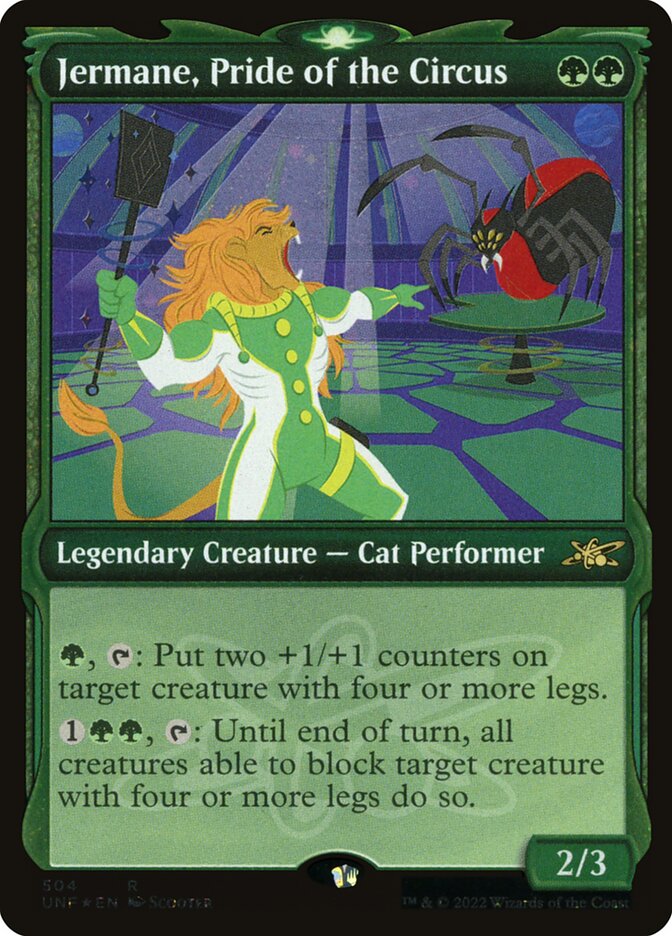 Jermane, Pride of the Circus
Legendary Creature — Cat Performer
: Put two +1/+1 counters on
target creature with four or more legs.
1, : Until end of turn, all
creatures able to block target creature
with four or more legs do so.
2/3
504 R
UNF★EN SCOOTER
™ & © 2022 Wizards of the Coast